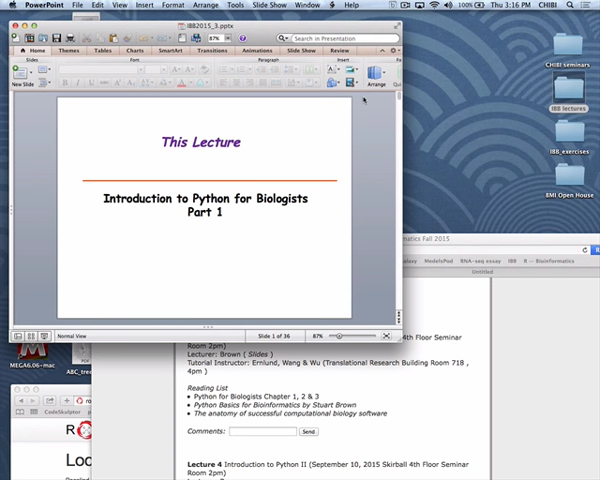 PowerPoint File Edit View Insert Format Arrange Tools Slide Show Window Help 100% Thu 3:16 PM CHIBI
IBB2015_3.pptx
87% Search in Presentation
Home Themes Tables Charts SmartArt Transitions Animations Slide Show Review
Slides Font Paragraph Insert
New Slide Arrange
This Lecture
Introduction to Python for Biologists
Part 1
Normal View Slide 1 of 36 87%
CHIBI seminars
IBB lectures
IBB_exercises
BMI Open House
matics Fall 2015
galaxy ModelsPod RNA-seq essay IBB R — Bioinformatics
Untitled
4th Floor Seminar
Room 2pm)
Lecturer: Brown ( Slides )
Tutorial Instructor: Ernlund, Wang & Wu (Translational Research Building Room 718 ,
4pm )
Reading List
• Python for Biologists Chapter 1, 2 & 3
• Python Basics for Bioinformatics by Stuart Brown
• The anatomy of successful computational biology software
Comments: Send
Lecture 4 Introduction to Python II (September 10, 2015 Skirball 4th Floor Seminar
Room 2pm)
MEGA6.06-mac
ABC_tree
CodeSkulptor
R
Loc